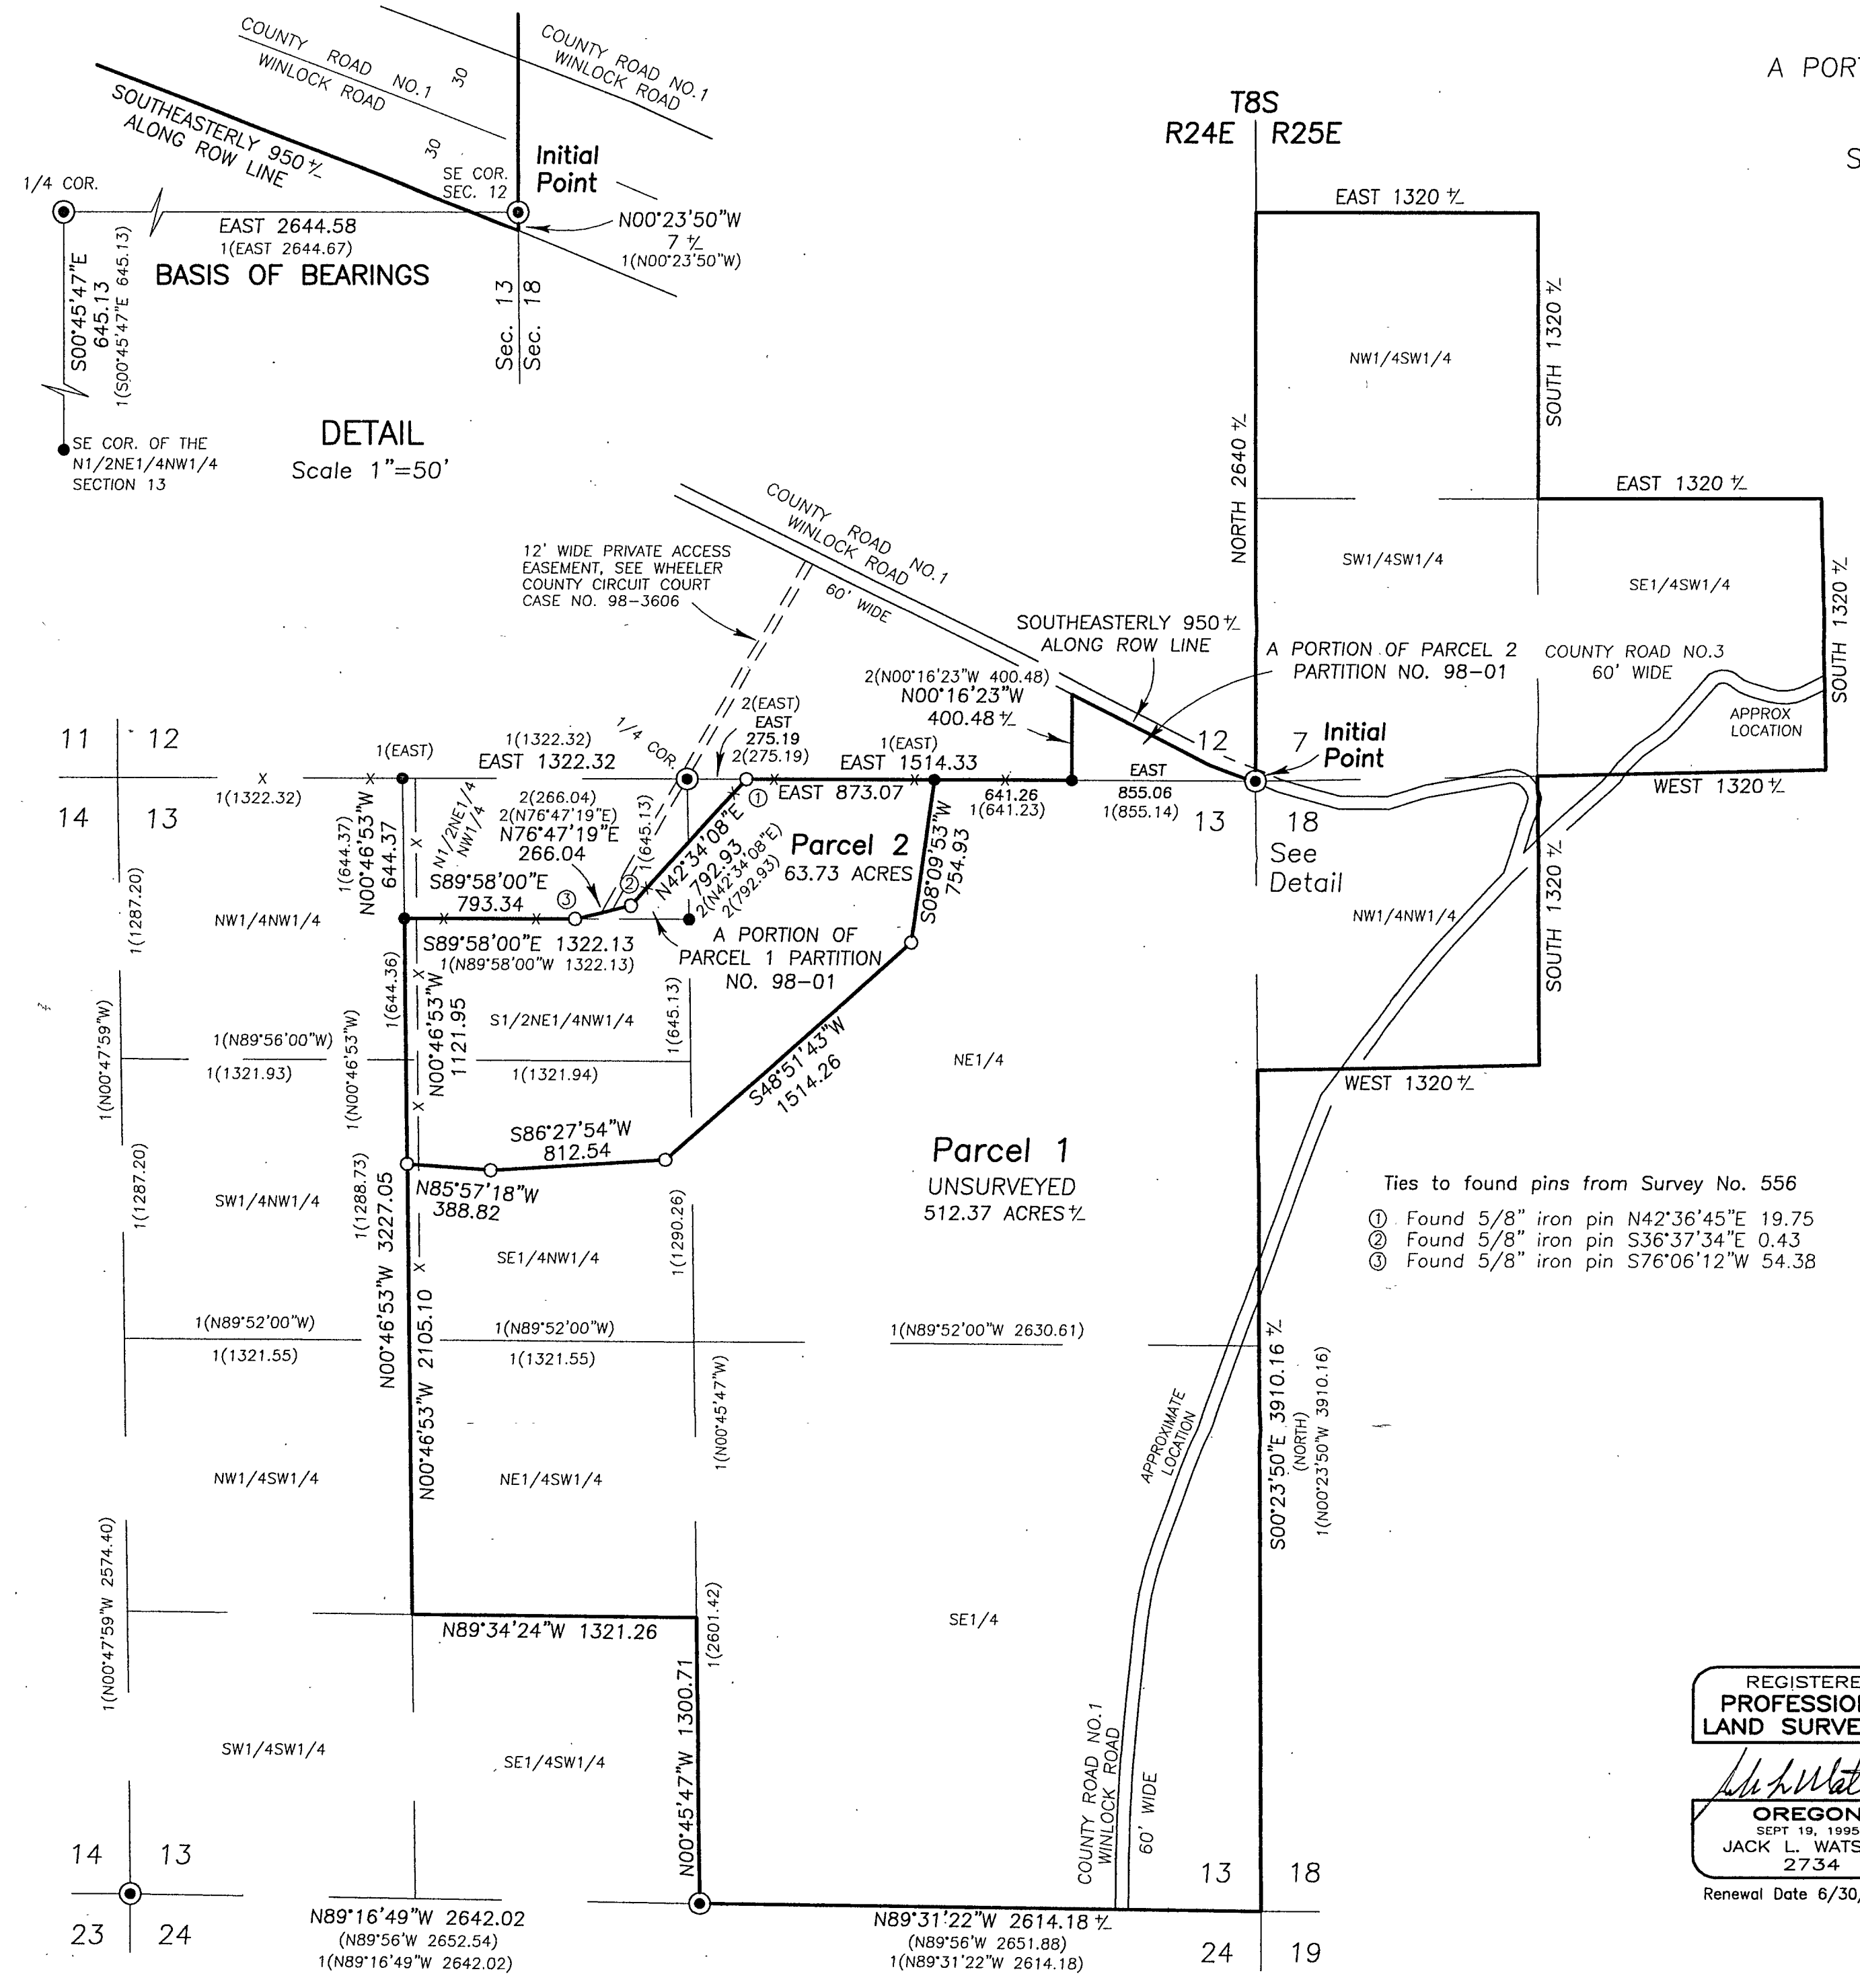 COUNTY ROAD NO.1
WINLOCK ROAD
30
30
COUNTY ROAD NO.1
WINLOCK ROAD
SOUTHEASTERLY 950 +/-
ALONG ROW LINE
1/4 COR.
SE COR.
SEC. 12
Initial
Point
EAST 2644.58
1(EAST 2644.67)
BASIS OF BEARINGS
N00°23'50"W
7 +/-
1(N00°23'50"W)
S00°45'47"E
645.13
1(S00°45'47"E 645.13)
Sec. 13
Sec. 18
SE COR. OF THE
N1/2NE1/4NW1/4
SECTION 13
DETAIL
Scale 1"=50'
A PORT
S
T8S
R24E
R25E
EAST 1320 +/-
NW1/4SW1/4
SOUTH 1320 +/-
NORTH 2640 +/-
EAST 1320 +/-
SW1/4SW1/4
SE1/4SW1/4
SOUTH 1320 +/-
COUNTY ROAD NO.1
WINLOCK ROAD
60' WIDE
12' WIDE PRIVATE ACCESS
EASEMENT, SEE WHEELER
COUNTY CIRCUIT COURT
CASE NO. 98-3606
SOUTHEASTERLY 950 +/-
ALONG ROW LINE
A PORTION OF PARCEL 2
PARTITION NO. 98-01
COUNTY ROAD NO.3
60' WIDE
APPROX
LOCATION
2(N00°16'23"W 400.48)
N00°16'23"W
400.48 +/-
11
12
14
13
1(1322.32)
1(EAST)
1(1322.32)
EAST 1322.32
1/4 COR.
2(EAST)
EAST
275.19
2(275.19)
1(EAST)
EAST 1514.33
EAST 873.07
641.26
1(641.23)
EAST
855.06
1(855.14)
12
7
Initial
Point
13
18
See
Detail
WEST 1320 +/-
1(644.37)
N00°46'53"W
644.37
N1/2NE1/4
NW1/4
2(266.04)
2(N76°47'19"E)
N76°47'19"E
266.04
1(645.13)
N42°34'08"E
792.93
2(N42°34'08"E)
2(792.93)
1
2
3
Parcel 2
63.73 ACRES
S08°09'53"W
754.93
S89°58'00"E
793.34
S89°58'00"E 1322.13
1(N89°58'00"W 1322.13)
A PORTION OF
PARCEL 1 PARTITION
NO. 98-01
NW1/4NW1/4
1(1287.20)
NW1/4NW1/4
SOUTH 1320 +/-
1(644.36)
N00°46'53"W
1121.95
1(N00°46'53"W)
1(645.13)
S1/2NE1/4NW1/4
1(N00°47'59"W)
1(N89°56'00"W)
1(1321.93)
1(1321.94)
S48°51'43"W
1514.26
NE1/4
WEST 1320 +/-
S86°27'54"W
812.54
N85°57'18"W
388.82
Parcel 1
UNSURVEYED
512.37 ACRES +/-
1(1287.20)
SW1/4NW1/4
1(1288.73)
N00°46'53"W 3227.05
SE1/4NW1/4
1(1290.26)
Ties to found pins from Survey No. 556
1 Found 5/8" iron pin N42°36'45"E 19.75
2 Found 5/8" iron pin S36°37'34"E 0.43
3 Found 5/8" iron pin S76°06'12"W 54.38
1(N89°52'00"W)
1(1321.55)
1(N89°52'00"W)
1(1321.55)
1(N89°52'00"W 2630.61)
N00°46'53"W 2105.10
1(N00°45'47"W)
APPROXIMATE
LOCATION
S00°23'50"E 3910.16 +/-
(NORTH)
1(N00°23'50"W 3910.16)
NW1/4SW1/4
NE1/4SW1/4
1(N00°47'59"W 2574.40)
N89°34'24"W 1321.26
1(2601.42)
SE1/4
N00°45'47"W 1300.71
SW1/4SW1/4
SE1/4SW1/4
COUNTY ROAD NO.1
WINLOCK ROAD
60' WIDE
14
13
23
24
13
18
24
19
N89°16'49"W 2642.02
(N89°56'W 2652.54)
1(N89°16'49"W 2642.02)
N89°31'22"W 2614.18 +/-
(N89°56'W 2651.88)
1(N89°31'22"W 2614.18)
REGISTERE
PROFESSIO
LAND SURVE
OREGON
SEPT 19, 1995
JACK L. WATS
2734
Renewal Date 6/30/